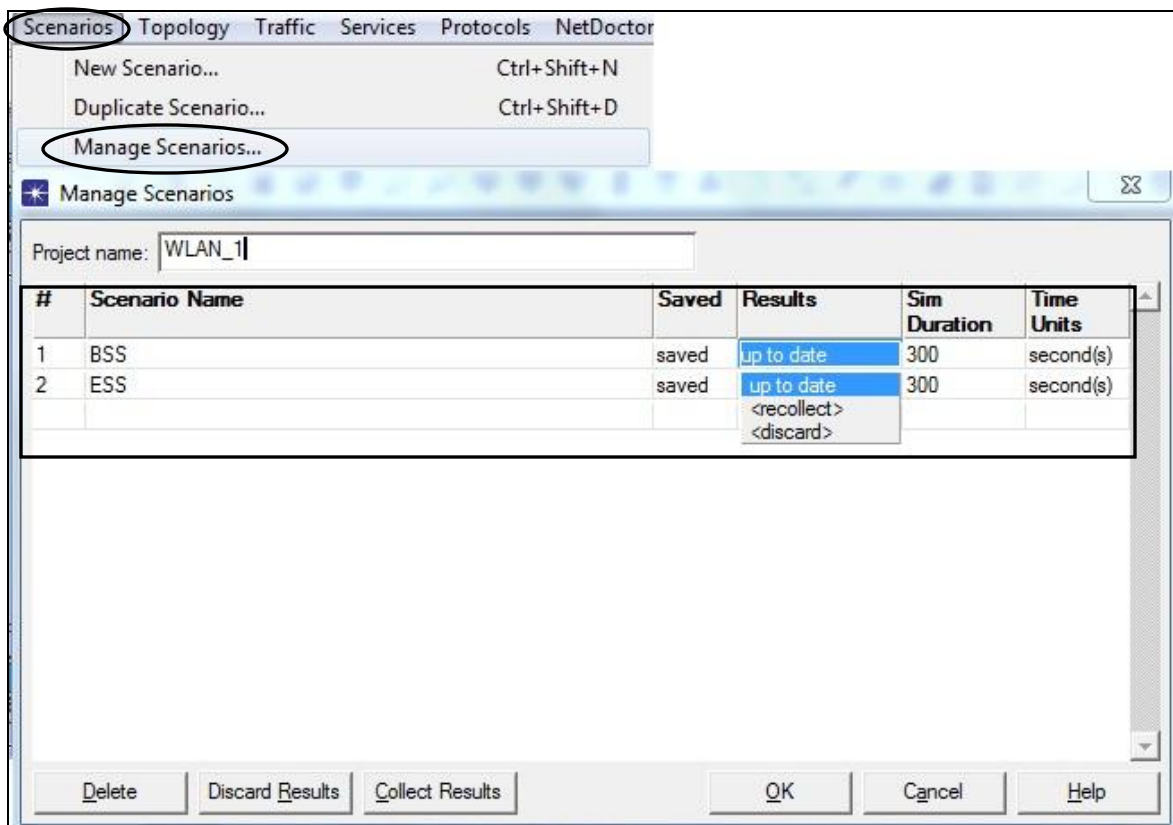 Scenarios Topology Traffic Services Protocols NetDoctor
New Scenario... Ctrl+Shift+N
Duplicate Scenario... Ctrl+Shift+D
Manage Scenarios...
Manage Scenarios
Project name: WLAN_1
# Scenario Name Saved Results Sim Duration Time Units
1 BSS saved up to date 300 second(s)
2 ESS saved up to date 300 second(s)
<recollect>
<discard>
Delete Discard Results Collect Results OK Cancel Help